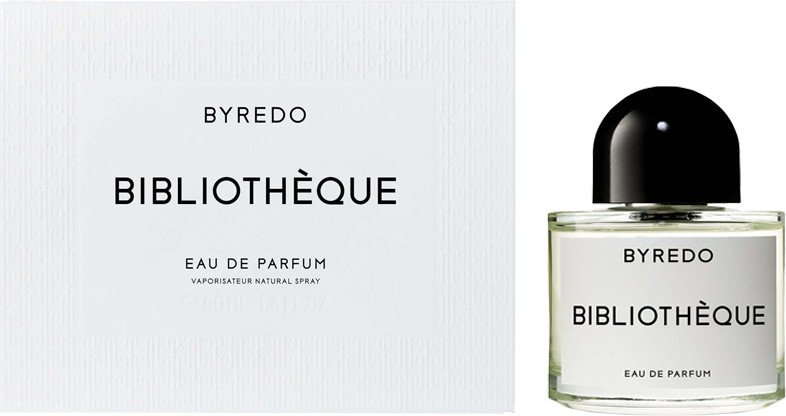 BYREDO
BIBLIOTHÈQUE
EAU DE PARFUM
VAPORISATEUR NATURAL SPRAY
BYREDO
BIBLIOTHÈQUE
EAU DE PARFUM